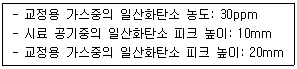 - 교정용 가스중의 일산화탄소 농도: 30ppm
- 시료 공기중의 일산화탄소 피크 높이: 10mm
- 교정용 가스중의 일산화탄소 피크 높이: 20mm